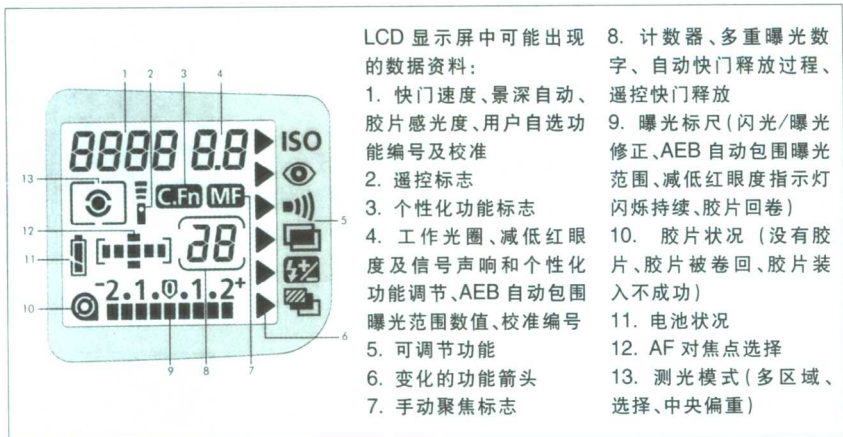 1
2
3
4
8888 8.8
ISO
13
C.Fn
MF
5
12
88
11
-2.1.0.1.2+
10
6
9
8
7
LCD 显示屏中可能出现
的数据资料：
1. 快门速度、景深自动、
胶片感光度、用户自选功
能编号及校准
2. 遥控标志
3. 个性化功能标志
4. 工作光圈、减低红眼
度及信号声响和个性化
功能调节、AEB 自动包围
曝光范围数值、校准编号
5. 可调节功能
6. 变化的功能箭头
7. 手动聚焦标志
8. 计数器、多重曝光数
字、自动快门释放过程、
遥控快门释放
9. 曝光标尺(闪光/曝光
修正、AEB 自动包围曝光
范围、减低红眼度指示灯
闪烁持续、胶片回卷)
10. 胶片状况 (没有胶
片、胶片被卷回、胶片装
入不成功)
11. 电池状况
12. AF 对焦点选择
13. 测光模式(多区域、
选择、中央偏重)